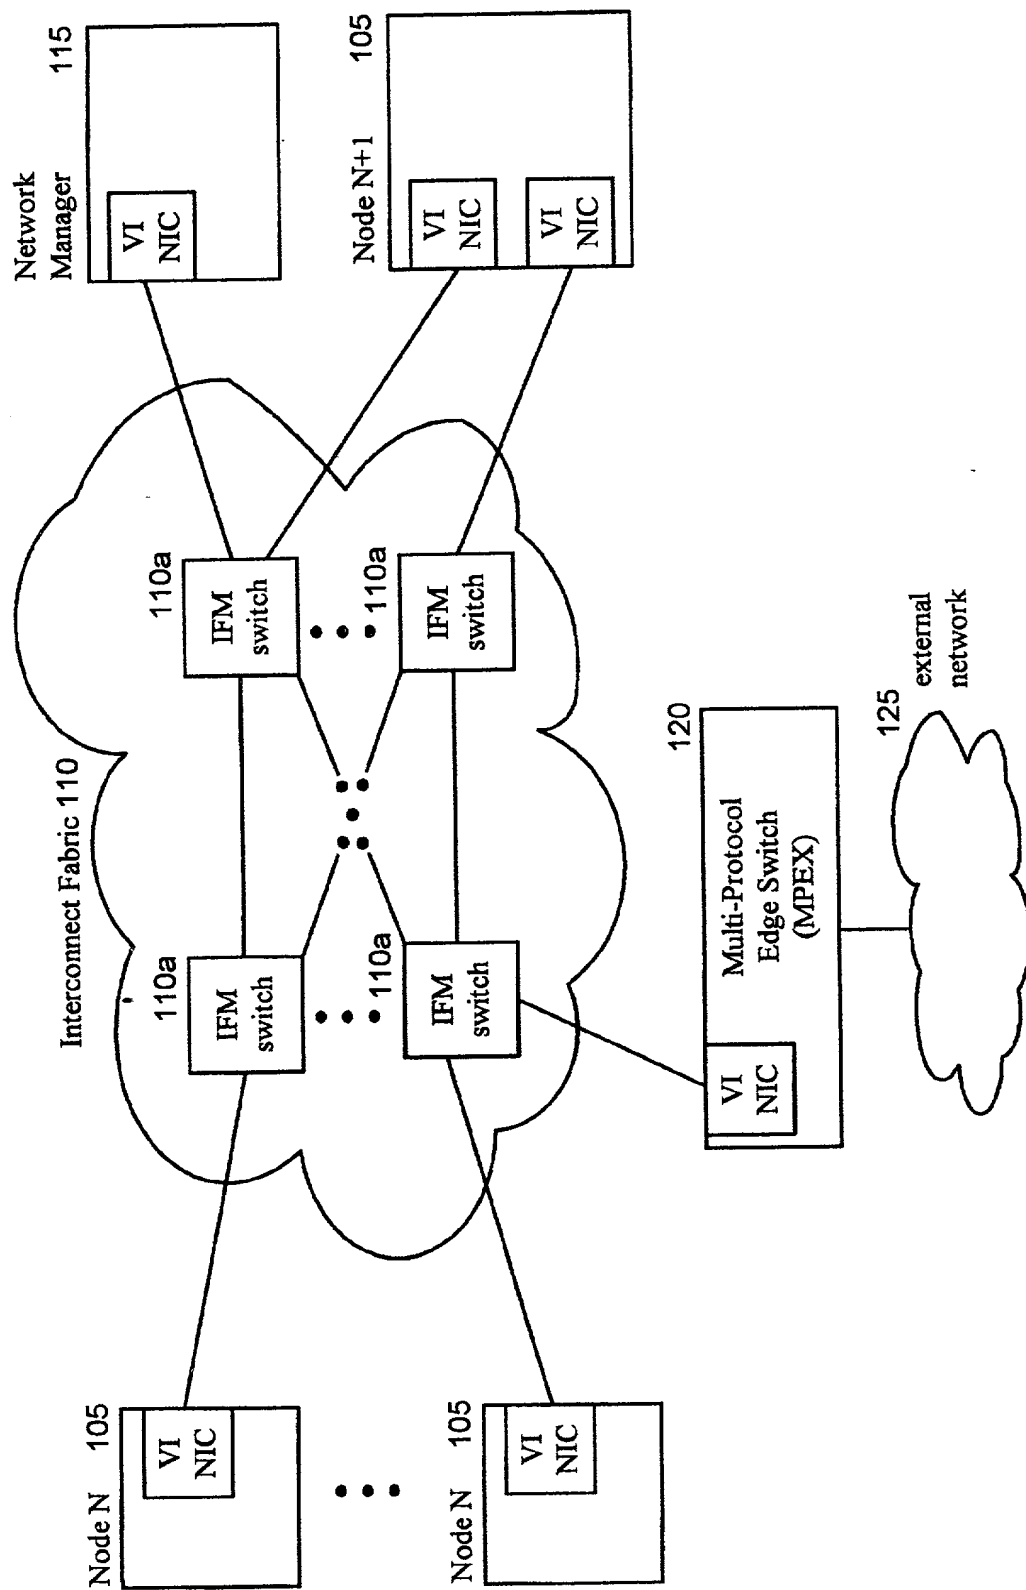 Interconnect Fabric 110
Network
Manager 115
VI
NIC
Node N 105
VI
NIC
110a
IFM
switch
110a
IFM
switch
Node N+1 105
VI
NIC
VI
NIC
Node N 105
VI
NIC
110a
IFM
switch
110a
IFM
switch
120
Multi-Protocol
Edge Switch
(MPEX)
VI
NIC
125
external
network